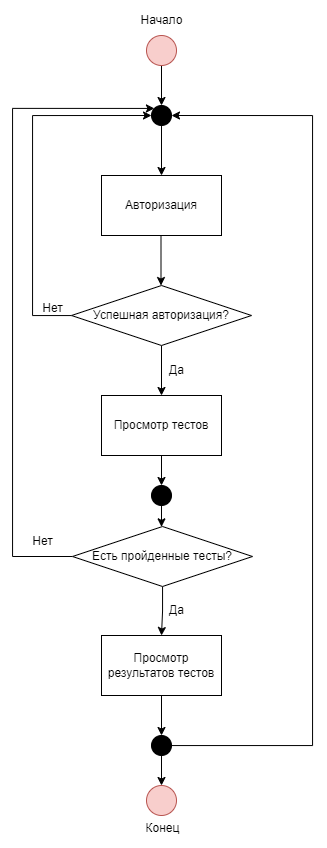 Начало
Авторизация
Нет
Успешная авторизация?
Да
Просмотр тестов
Нет
Есть пройденные тесты?
Да
Просмотр
результатов тестов
Конец